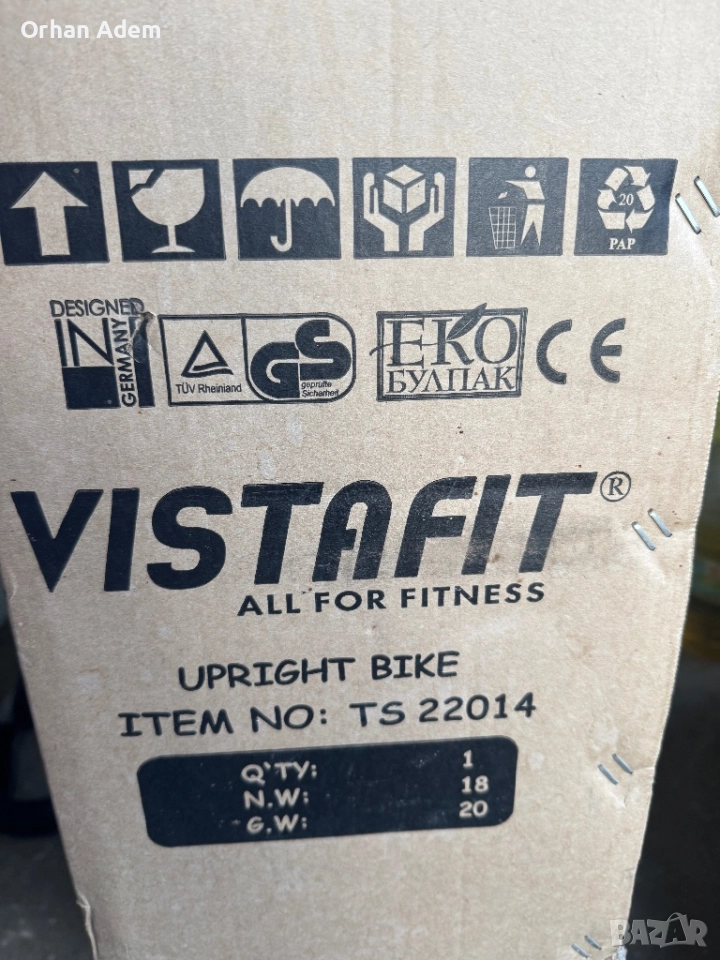 Orhan Adem
20
PAP
DESIGNED
IN
GERMANY
TÜV Rheinland
GS
geprüfte
Sicherheit
ЕКО
БУЛПАК
CE
VISTAFIT®
ALL FOR FITNESS
UPRIGHT BIKE
ITEM NO: TS 22014
Q'TY: 1
N.W: 18
G.W: 20
BAZAR